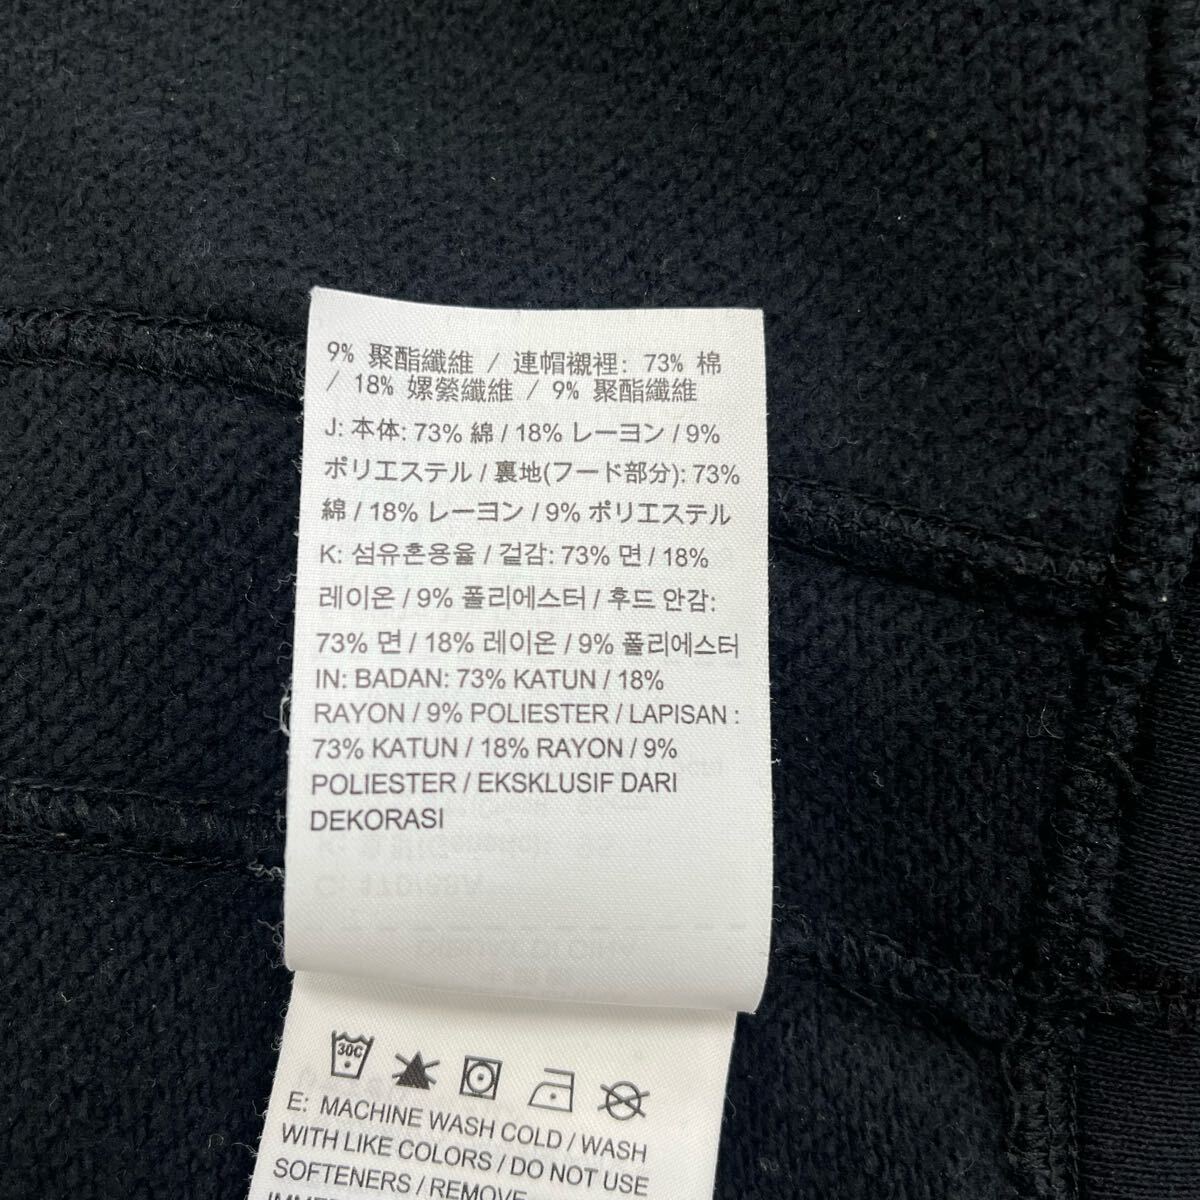 9% 聚酯纖維 / 連帽襯裡: 73% 棉
/ 18% 嫘縈纖維 / 9% 聚酯纖維
J: 本体: 73% 綿 / 18% レーヨン / 9%
ポリエステル / 裏地(フード部分): 73%
綿 / 18% レーヨン / 9% ポリエステル
K: 섬유혼용율 / 겉감: 73% 면 / 18%
레이온 / 9% 폴리에스터 / 후드 안감:
73% 면 / 18% 레이온 / 9% 폴리에스터
IN: BADAN: 73% KATUN / 18%
RAYON / 9% POLIESTER / LAPISAN :
73% KATUN / 18% RAYON / 9%
POLIESTER / EKSKLUSIF DARI
DEKORASI
30C
E: MACHINE WASH COLD / WASH
WITH LIKE COLORS / DO NOT USE
SOFTENERS / REMOVE